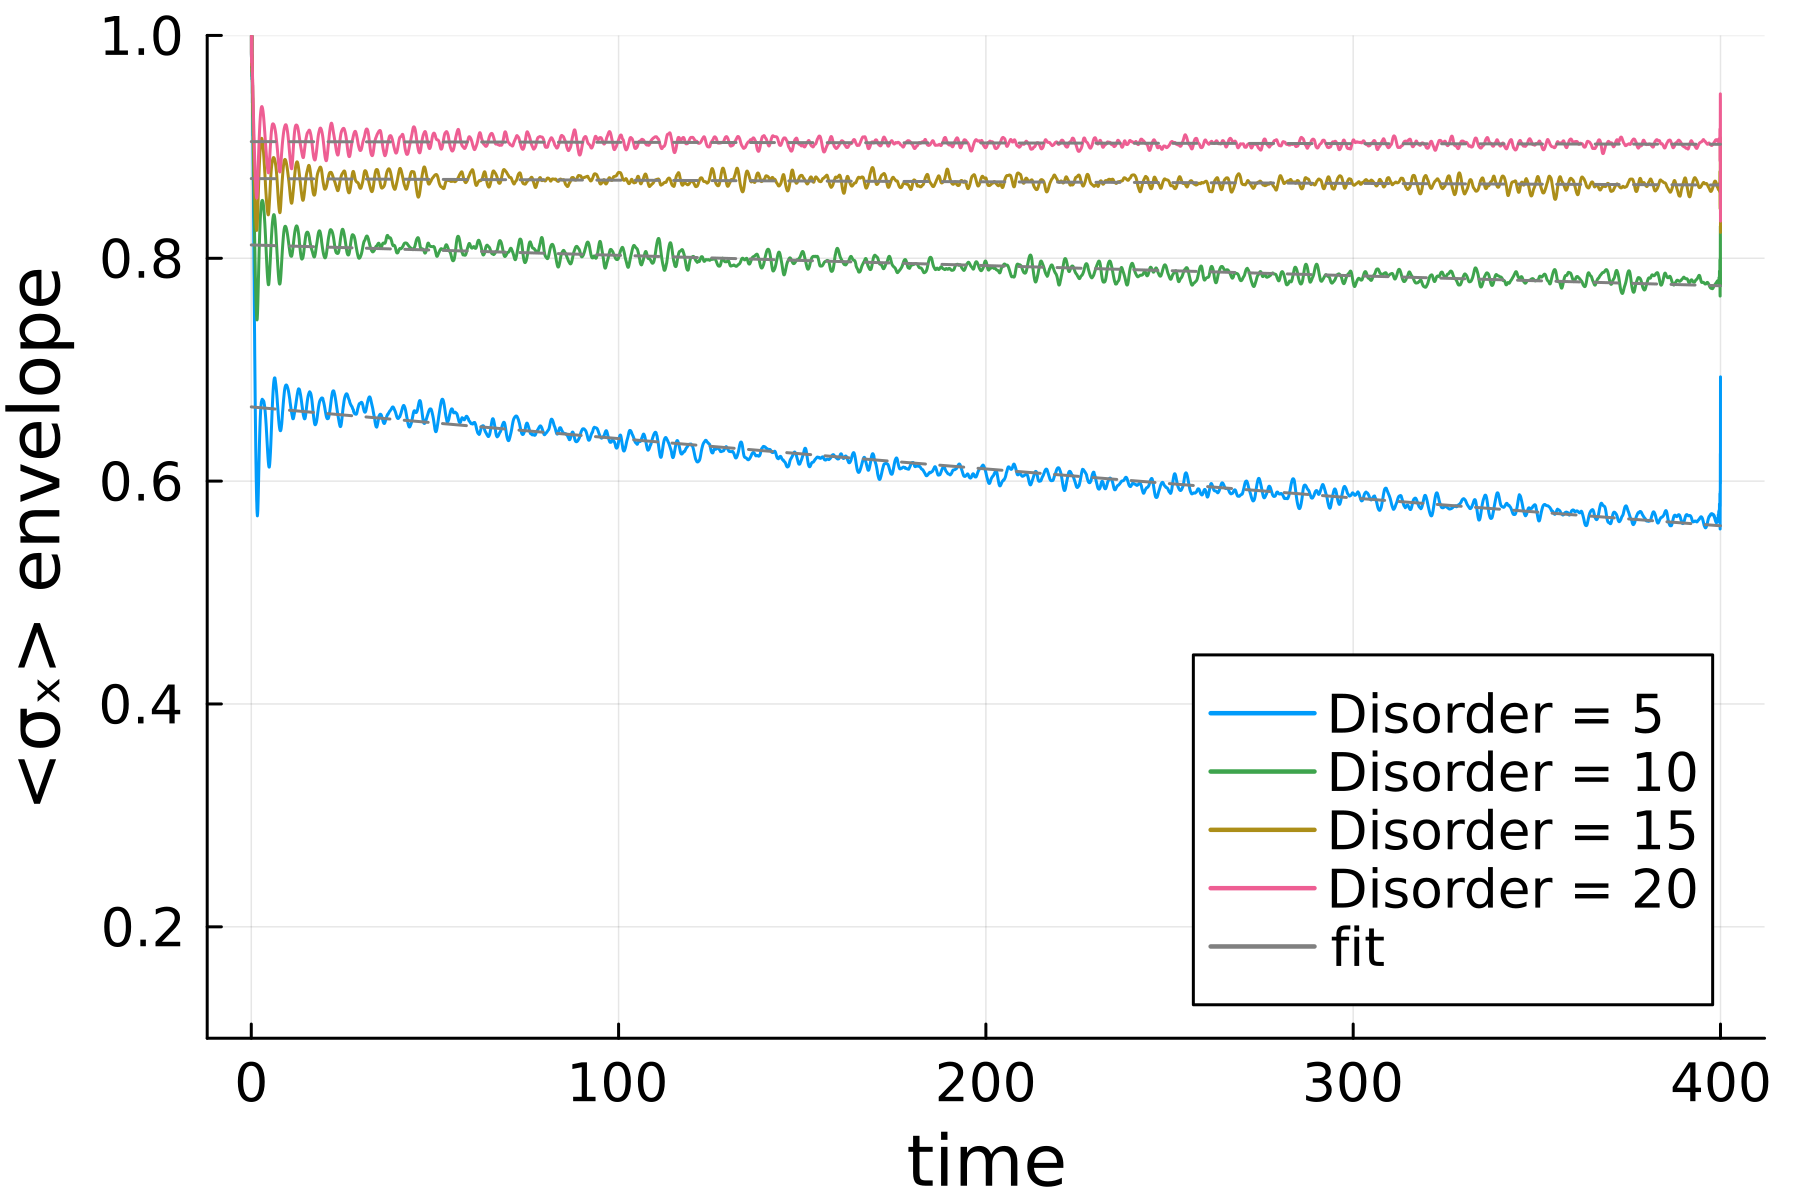 <σₓ> envelope
1.0
0.8
0.6
0.4
0.2
Disorder = 5
Disorder = 10
Disorder = 15
Disorder = 20
fit
0 100 200 300 400
time